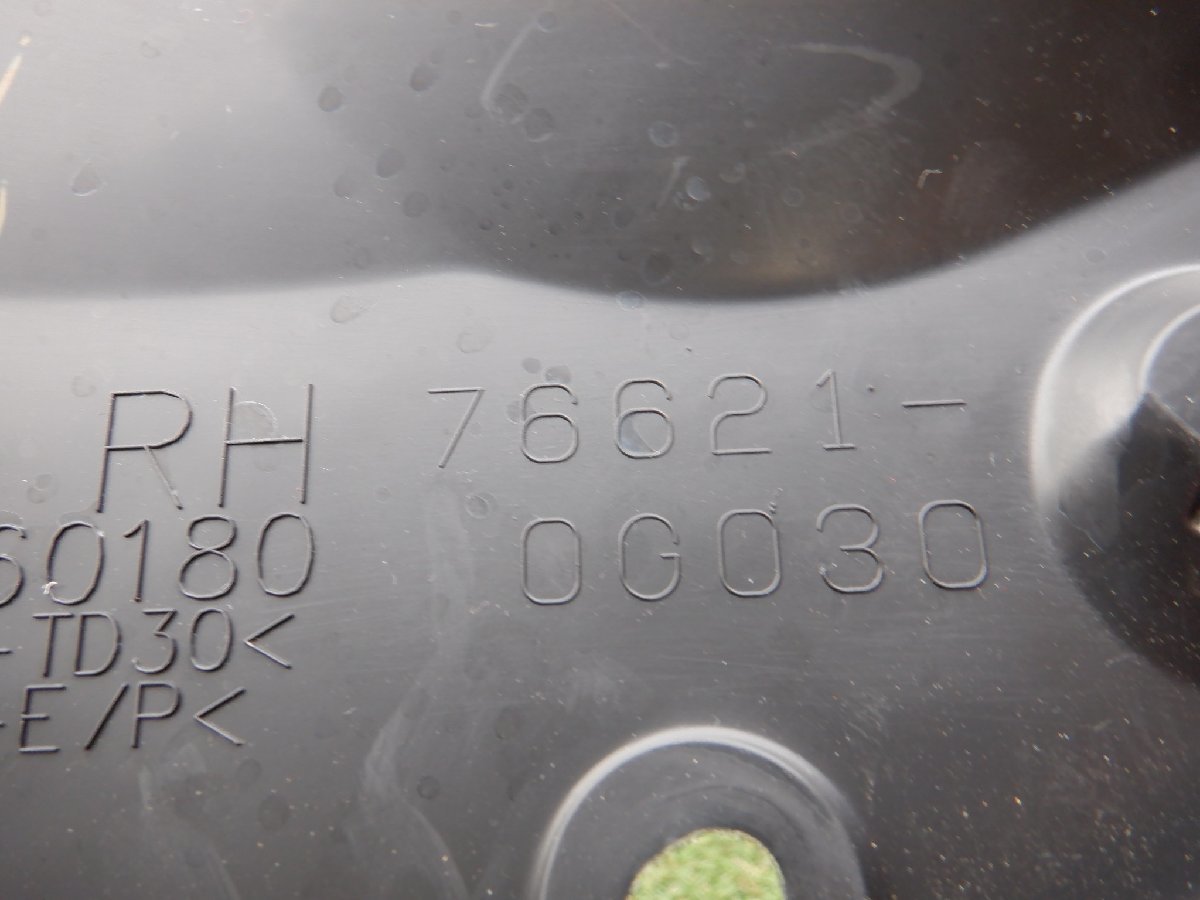 RH 76621-
60180 0G030
-TD30<
E/P<